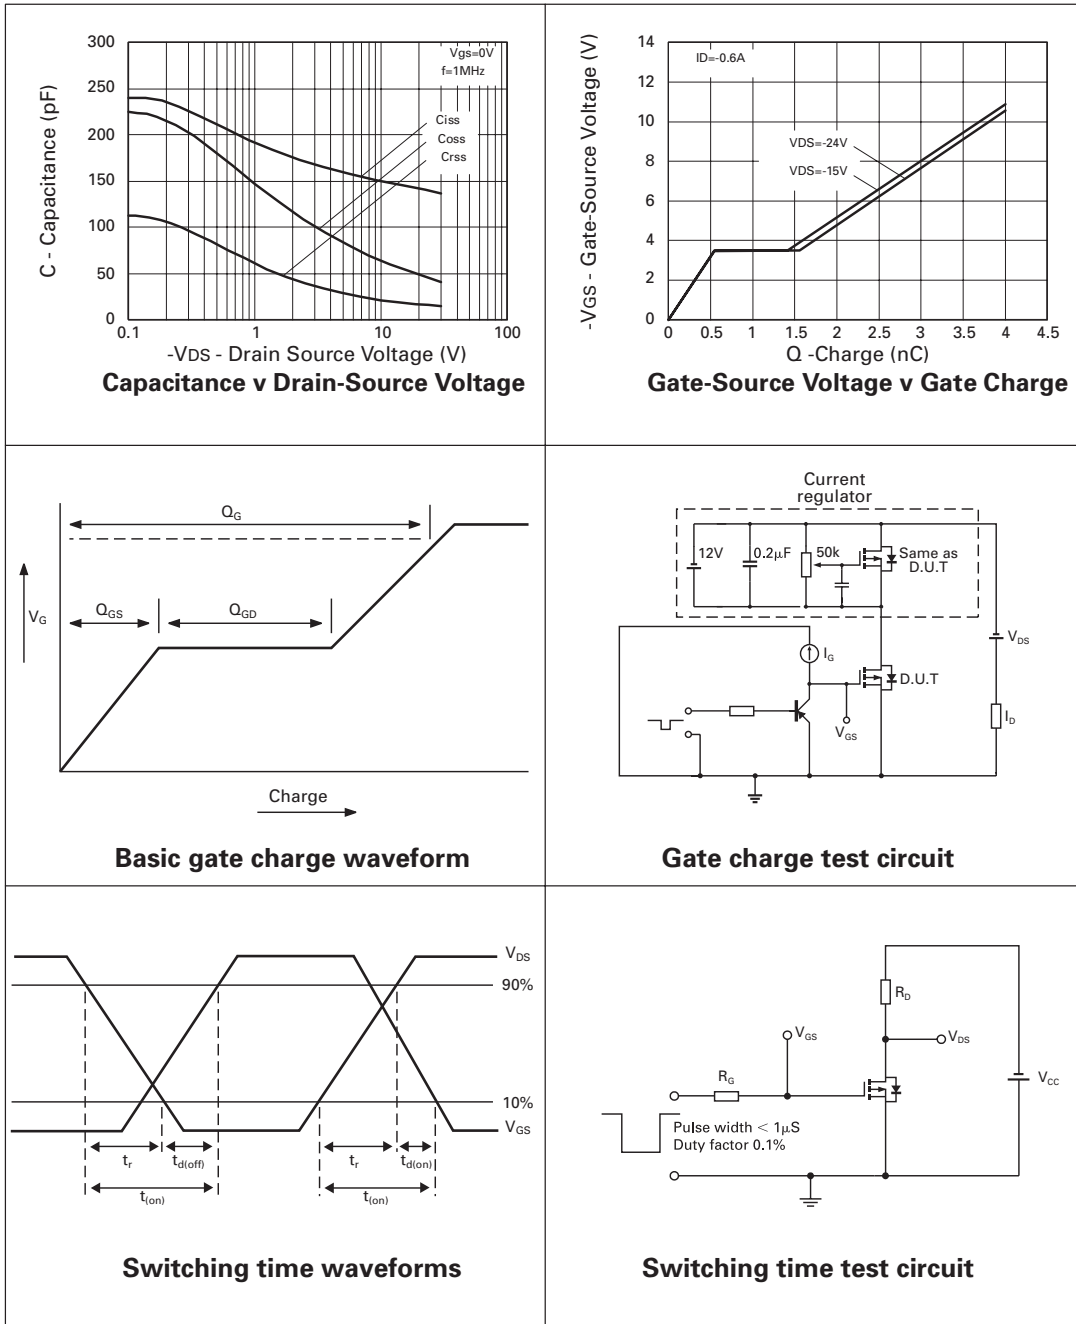 300
250
200
150
100
50
0
C - Capacitance (pF)
Vgs=0V
f=1MHz
Ciss
Coss
Crss
0.1 1 10 100
-VDS - Drain Source Voltage (V)
Capacitance v Drain-Source Voltage
14
12
10
8
6
4
2
0
-VGS - Gate-Source Voltage (V)
ID=-0.6A
VDS=-24V
VDS=-15V
0 0.5 1 1.5 2 2.5 3 3.5 4 4.5
Q -Charge (nC)
Gate-Source Voltage v Gate Charge
QG
VG
QGS
QGD
Charge
Basic gate charge waveform
Current
regulator
12V
0.2µF
50k
Same as
D.U.T
VDS
IG
D.U.T
VGS
ID
Gate charge test circuit
VDS
90%
10%
VGS
tr
td(off)
tr
td(on)
t(on)
t(on)
Switching time waveforms
RD
VGS
VDS
RG
VCC
Pulse width < 1µS
Duty factor 0.1%
Switching time test circuit